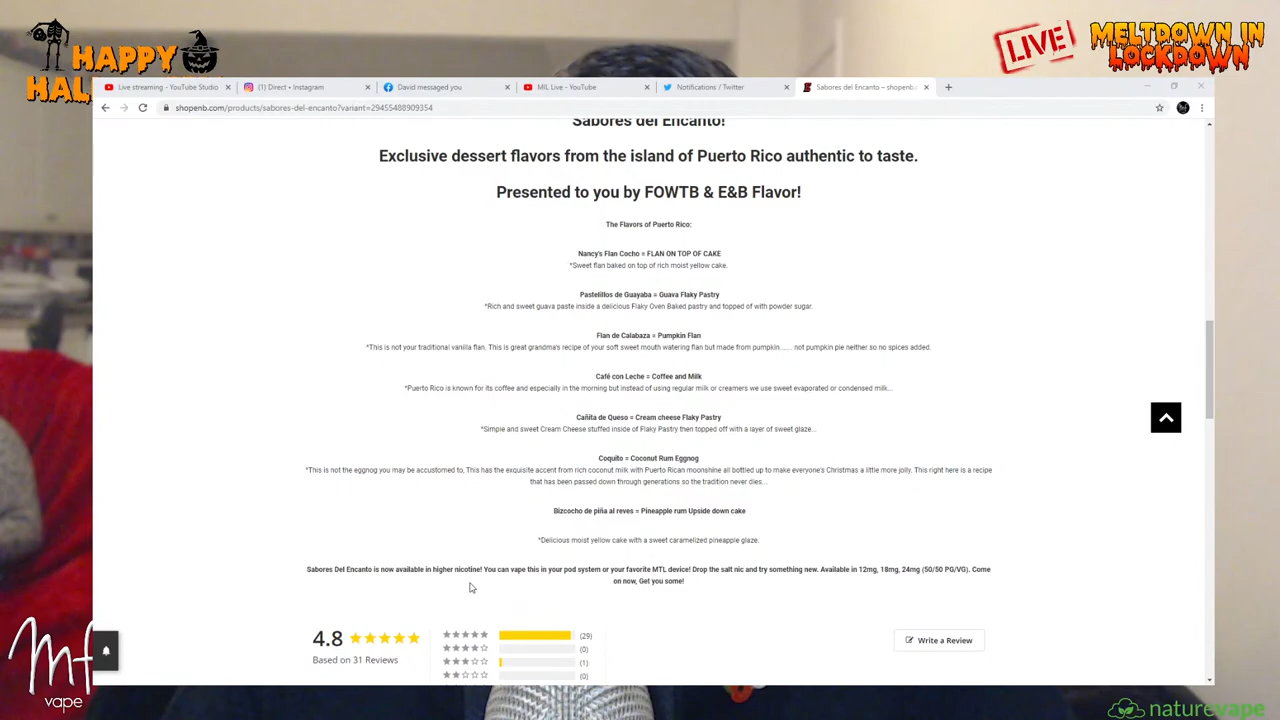 HAPPY
HAL
LIVE
MELTDOWN IN
LOCKDOWN
Live streaming - YouTube Studio
(1) Direct • Instagram
David messaged you
MIL Live - YouTube
Notifications / Twitter
Sabores del Encanto – shopenb
shopenb.com/products/sabores-del-encanto?variant=29455488909354
Sabores del Encanto!
Exclusive dessert flavors from the island of Puerto Rico authentic to taste.
Presented to you by FOWTB & E&B Flavor!
The Flavors of Puerto Rico:
Nancy's Flan Cocho = FLAN ON TOP OF CAKE
*Sweet flan baked on top of rich moist yellow cake.
Pastelillos de Guayaba = Guava Flaky Pastry
*Rich and sweet guava paste inside a delicious Flaky Oven Baked pastry and topped of with powder sugar.
Flan de Calabaza = Pumpkin Flan
*This is not your traditional vanilla flan. This is great grandma's recipe of your soft sweet mouth watering flan but made from pumpkin...... not pumpkin pie neither so no spices added.
Café con Leche = Coffee and Milk
*Puerto Rico is known for its coffee and especially in the morning but instead of using regular milk or creamers we use sweet evaporated or condensed milk...
Cañita de Queso = Cream cheese Flaky Pastry
*Simple and sweet Cream Cheese stuffed inside of Flaky Pastry then topped off with a layer of sweet glaze...
Coquito = Coconut Rum Eggnog
*This is not the eggnog you may be accustomed to, This has the exquisite accent from rich coconut milk with Puerto Rican moonshine all bottled up to make everyone's Christmas a little more jolly. This right here is a recipe
that has been passed down through generations so the tradition never dies...
Bizcocho de piña al reves = Pineapple rum Upside down cake
*Delicious moist yellow cake with a sweet caramelized pineapple glaze.
Sabores Del Encanto is now available in higher nicotine! You can vape this in your pod system or your favorite MTL device! Drop the salt nic and try something new. Available in 12mg, 18mg, 24mg (50/50 PG/VG). Come
on now, Get you some!
4.8
(29)
Write a Review
(0)
Based on 31 Reviews
(1)
(0)
vape
naturevape